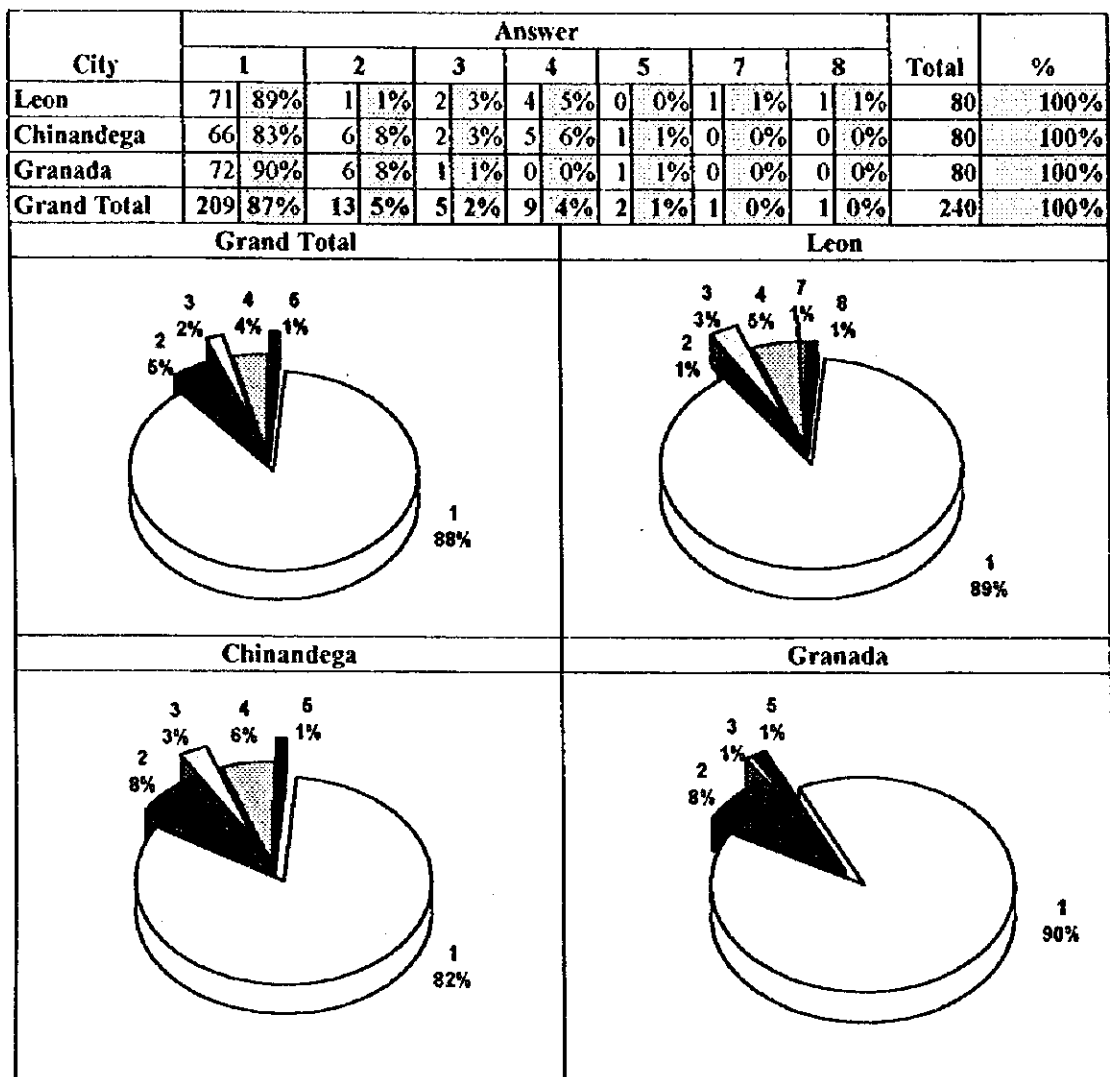 Answer
City 1 2 3 4 5 7 8 Total %
Leon 71 89% 1 1% 2 3% 4 5% 0 0% 1 1% 1 1% 80 100%
Chinandega 66 83% 6 8% 2 3% 5 6% 1 1% 0 0% 0 0% 80 100%
Granada 72 90% 6 8% 1 1% 0 0% 1 1% 0 0% 0 0% 80 100%
Grand Total 209 87% 13 5% 5 2% 9 4% 2 1% 1 0% 1 0% 240 100%
Grand Total
3 4 5
2 2% 4% 1%
5%
1
88%
Leon
3 4 7 8
3% 5% 1% 1%
2
1%
1
89%
Chinandega
3 4 5
3% 6% 1%
2
8%
1
82%
Granada
5
3 1%
2 1%
8%
1
90%